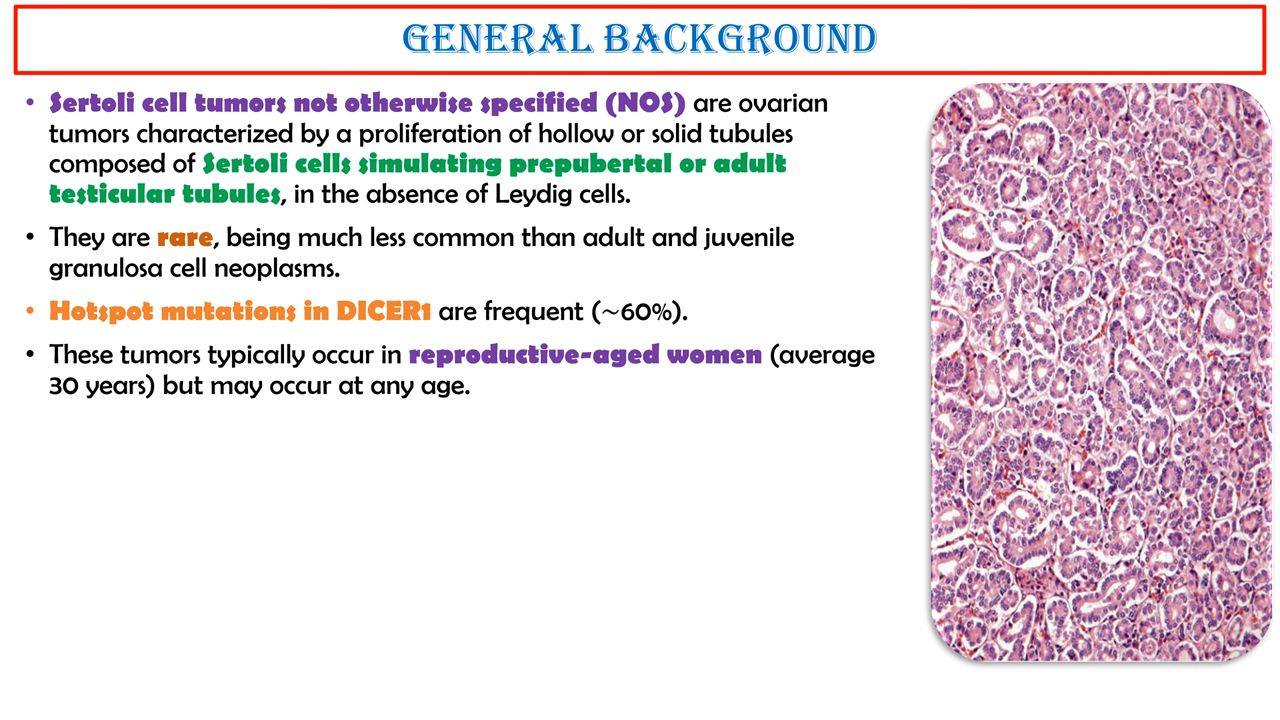 GENERAL BACKGROUND
• Sertoli cell tumors not otherwise specified (NOS) are ovarian
tumors characterized by a proliferation of hollow or solid tubules
composed of Sertoli cells simulating prepubertal or adult
testicular tubules, in the absence of Leydig cells.
• They are rare, being much less common than adult and juvenile
granulosa cell neoplasms.
• Hotspot mutations in DICER1 are frequent (~60%).
• These tumors typically occur in reproductive-aged women (average
30 years) but may occur at any age.